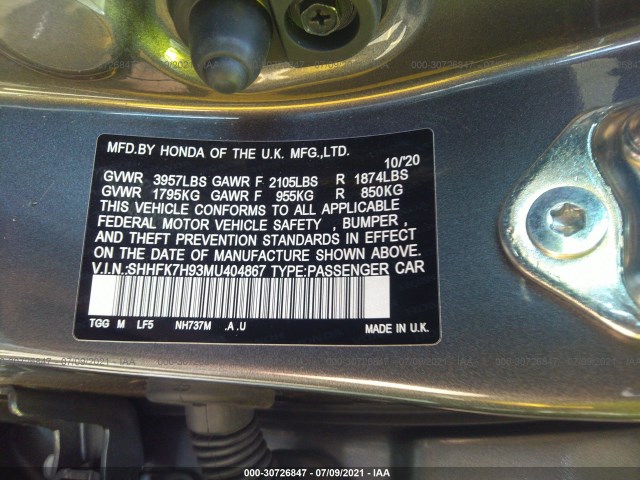 MFD.BY HONDA OF THE U.K. MFG.,LTD.
10/'20
GVWR 3957LBS GAWR F 2105LBS R 1874LBS
GVWR 1795KG GAWR F 955KG R 850KG
THIS VEHICLE CONFORMS TO ALL APPLICABLE
FEDERAL MOTOR VEHICLE SAFETY , BUMPER ,
AND THEFT PREVENTION STANDARDS IN EFFECT
ON THE DATE OF MANUFACTURE SHOWN ABOVE.
V.I.N.:SHHFK7H93MU404867 TYPE:PASSENGER CAR
TGG M LF5 NH737M .A .U
MADE IN U.K.
000-30726847 - 07/09/2021 - IAA